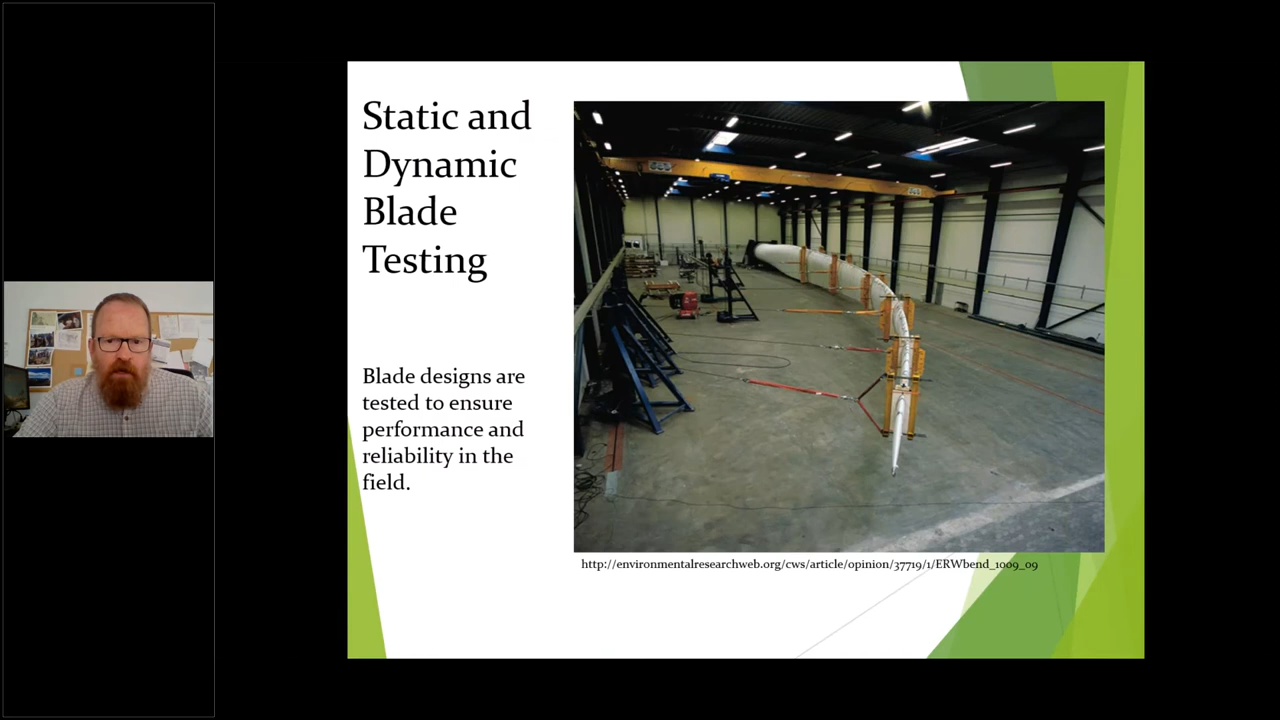 Static and
Dynamic
Blade
Testing
Blade designs are
tested to ensure
performance and
reliability in the
field.
http://environmentalresearchweb.org/cws/article/opinion/37719/1/ERWbend_1009_09